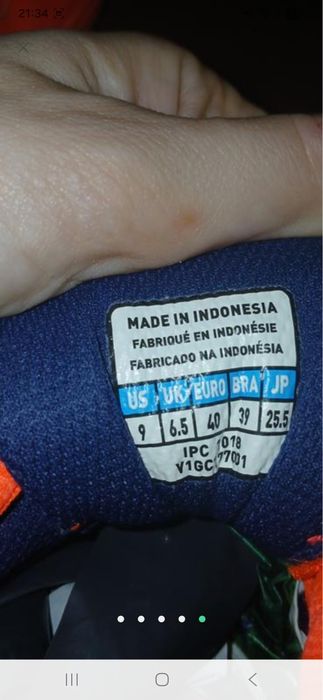 21:34
MADE IN INDONESIA
FABRIQUÉ EN INDONÉSIE
FABRICADO NA INDONÉSIA
US UK EURO BRA JP
9 6.5 40 39 25.5
IPC